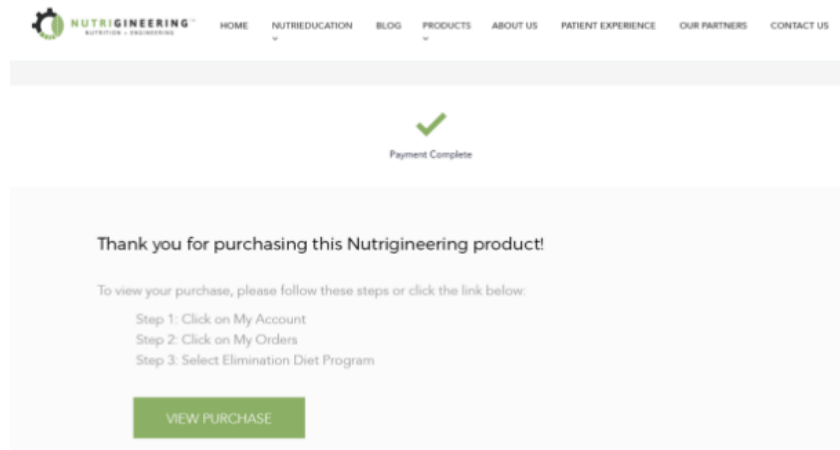 NUTRIGINEERING™
NUTRITION + ENGINEERING
HOME NUTRIEDUCATION BLOG PRODUCTS ABOUT US PATIENT EXPERIENCE OUR PARTNERS CONTACT US
Payment Complete
Thank you for purchasing this Nutrigineering product!
To view your purchase, please follow these steps or click the link below:
Step 1: Click on My Account
Step 2: Click on My Orders
Step 3: Select Elimination Diet Program
VIEW PURCHASE